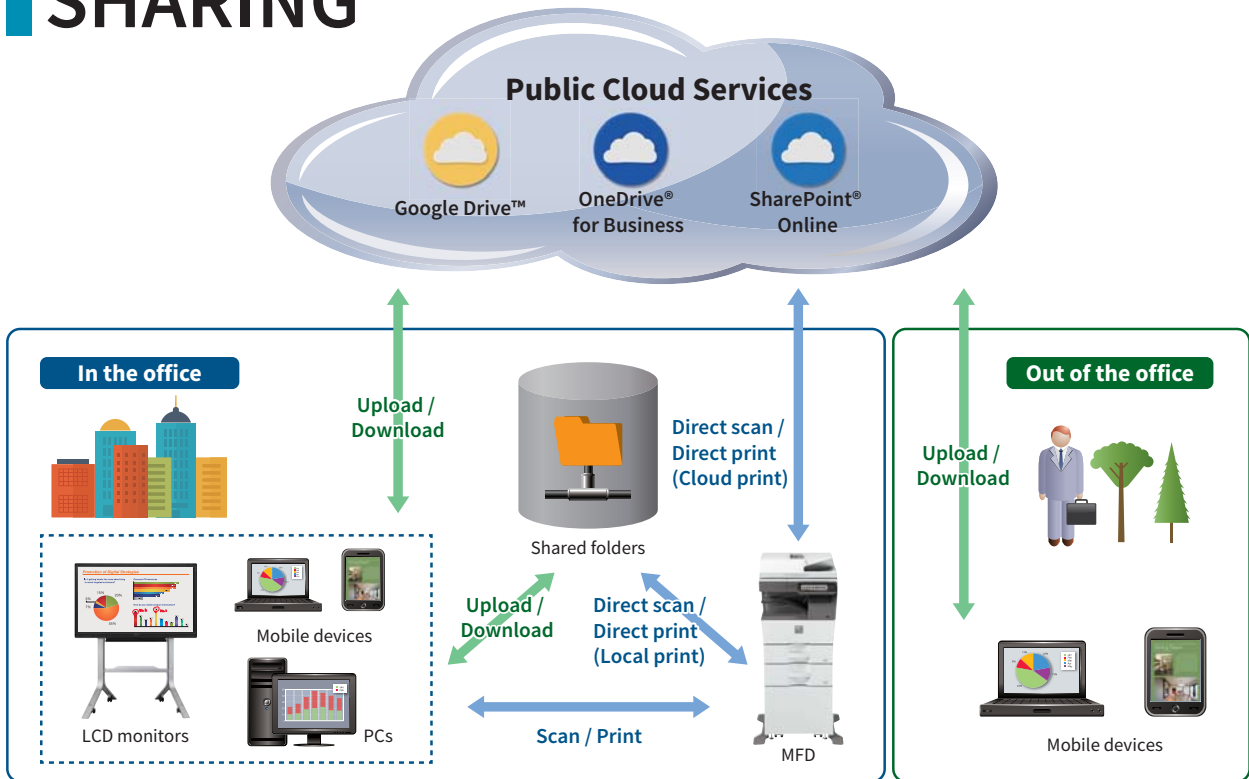 SHARING
Public Cloud Services
Google Drive™
OneDrive®
for Business
SharePoint®
Online
In the office
Upload /
Download
Shared folders
Direct scan /
Direct print
(Cloud print)
Out of the office
Upload /
Download
Mobile devices
LCD monitors
PCs
Upload /
Download
Direct scan /
Direct print
(Local print)
Scan / Print
MFD
Mobile devices